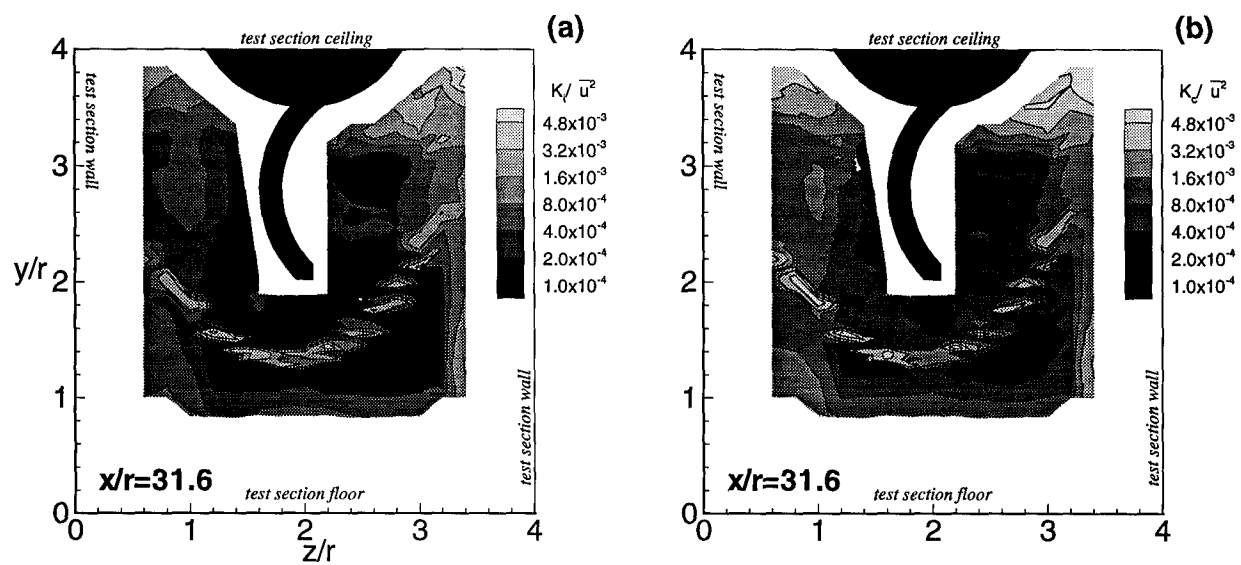 (a)
test section ceiling
4
3
y/r 2
1
0
test section wall
K_t/ u̅²
4.8x10⁻³
3.2x10⁻³
1.6x10⁻³
8.0x10⁻⁴
4.0x10⁻⁴
2.0x10⁻⁴
1.0x10⁻⁴
test section wall
x/r=31.6
test section floor
0 1 2 3 4
z/r
(b)
test section ceiling
4
3
2
1
0
test section wall
K_c/ u̅²
4.8x10⁻³
3.2x10⁻³
1.6x10⁻³
8.0x10⁻⁴
4.0x10⁻⁴
2.0x10⁻⁴
1.0x10⁻⁴
test section wall
x/r=31.6
test section floor
0 1 2 3 4